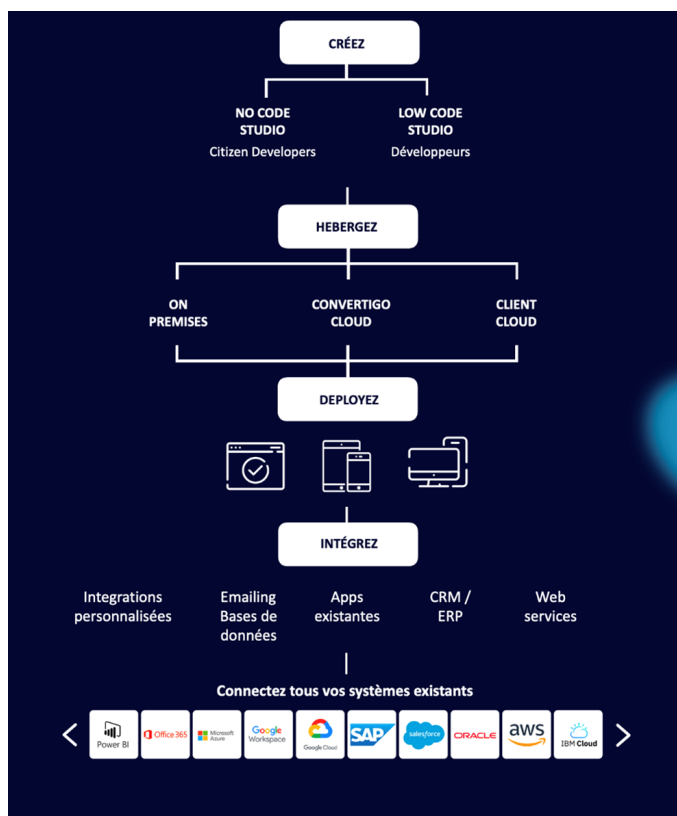 CRÉEZ
NO CODE
STUDIO
Citizen Developers
LOW CODE
STUDIO
Développeurs
HEBERGEZ
ON
PREMISES
CONVERTIGO
CLOUD
CLIENT
CLOUD
DEPLOYEZ
INTÉGREZ
Integrations
personnalisées
Emailing
Bases de
données
Apps
existantes
CRM /
ERP
Web
services
Connectez tous vos systèmes existants
Power BI
Office 365
Microsoft
Azure
Google
Workspace
Google Cloud
SAP
salesforce
ORACLE
aws
IBM Cloud